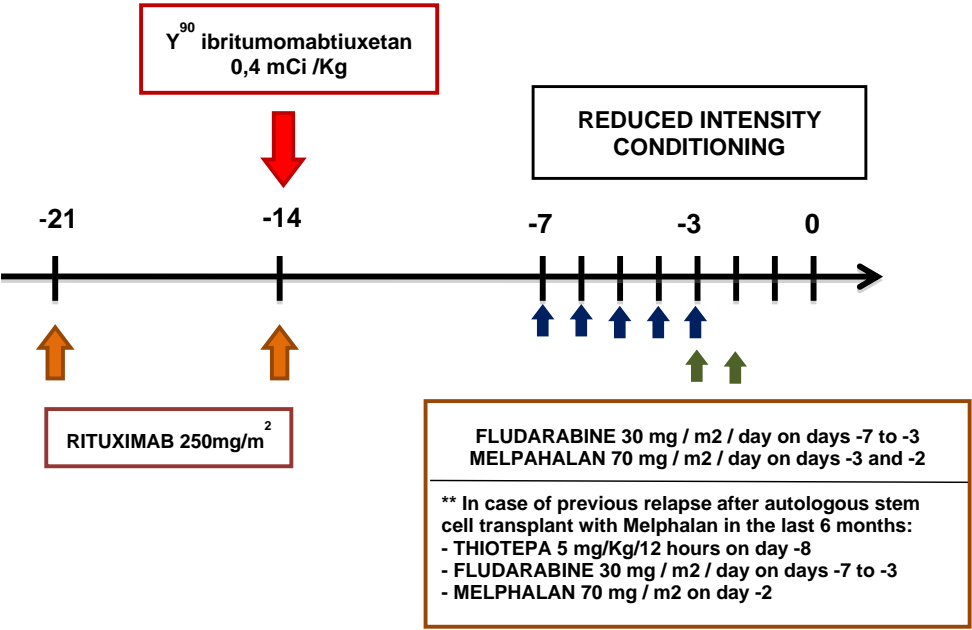 Y90 ibritumomabtiuxetan
0,4 mCi /Kg
REDUCED INTENSITY
CONDITIONING
-21
-14
-7
-3
0
RITUXIMAB 250mg/m2
FLUDARABINE 30 mg / m2 / day on days -7 to -3
MELPAHALAN 70 mg / m2 / day on days -3 and -2
** In case of previous relapse after autologous stem
cell transplant with Melphalan in the last 6 months:
- THIOTEPA 5 mg/Kg/12 hours on day -8
- FLUDARABINE 30 mg / m2 / day on days -7 to -3
- MELPHALAN 70 mg / m2 on day -2